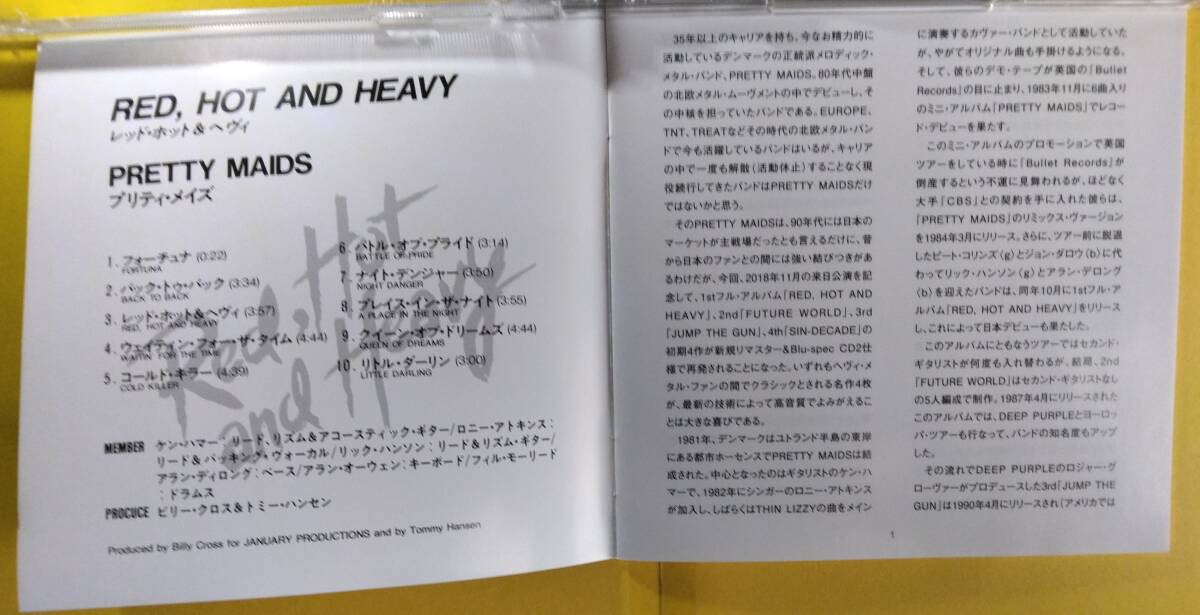 RED, HOT AND HEAVY
レッド・ホット&ヘヴィ
PRETTY MAIDS
プリティ・メイズ
Red, Hot
and Heavy
1. フォーチュナ (0:22)
FORTUNA
2. バック・トゥ・バック (3:34)
BACK TO BACK
3. レッド・ホット&ヘヴィ (3:57)
RED, HOT AND HEAVY
4. ウェイティン・フォー・ザ・タイム (4:44)
WAITIN' FOR THE TIME
5. コールド・キラー (4:39)
COLD KILLER
6. バトル・オブ・プライド (3:14)
BATTLE OF PRIDE
7. ナイト・デンジャー (3:50)
NIGHT DANGER
8. プレイス・イン・ザ・ナイト (3:55)
A PLACE IN THE NIGHT
9. クイーン・オブ・ドリームズ (4:44)
QUEEN OF DREAMS
10. リトル・ダーリン (3:00)
LITTLE DARLING
MEMBER ケン・ハマー:リード、リズム&アコースティック・ギター/ロニー・アトキンス:
リード&バッキング・ヴォーカル/リック・ハンソン:リード&リズム・ギター/
アラン・ディロング:ベース/アラン・オーウェン:キーボード/フィル・モーリード
:ドラムス
PROCUCE ビリー・クロス&トミー・ハンセン
Produced by Billy Cross for JANUARY PRODUCTIONS and by Tommy Hansen
35年以上のキャリアを持ち、今なお精力的に
活動しているデンマークの正統派メロディック・
メタル・バンド、PRETTY MAIDS。80年代中盤
の北欧メタル・ムーヴメントの中でデビューし、そ
の中核を担っていたバンドである。EUROPE、
TNT、TREATなどその時代の北欧メタル・バン
ドで今も活躍しているバンドはいるが、キャリア
の中で一度も解散(活動休止)することなく現
役続行してきたバンドはPRETTY MAIDSだけ
ではないかと思う。
そのPRETTY MAIDSは、90年代には日本の
マーケットが主戦場だったとも言えるだけに、昔
から日本のファンとの間には強い結びつきがあ
るわけだが、今回、2018年11月の来日公演を記
念して、1stフル・アルバム「RED, HOT AND
HEAVY」、2nd「FUTURE WORLD」、3rd
「JUMP THE GUN」、4th「SIN-DECADE」の
初期4作が新規リマスター&Blu-spec CD2仕
様で再発されることになった。いずれもヘヴィ・メ
タル・ファンの間でクラシックとされる名作4枚
が、最新の技術によって高音質でよみがえるこ
とは大きな喜びである。
1981年、デンマークはユトランド半島の東岸
にある都市ホーセンスでPRETTY MAIDSは結
成された。中心となったのはギタリストのケン・ハ
マーで、1982年にシンガーのロニー・アトキンス
が加入し、しばらくはTHIN LIZZYの曲をメイン
に演奏するカヴァー・バンドとして活動していた
が、やがてオリジナル曲も手掛けるようになる。
そして、彼らのデモ・テープが英国の「Bullet
Records」の目に止まり、1983年11月に6曲入り
のミニ・アルバム「PRETTY MAIDS」でレコー
ド・デビューを果たす。
このミニ・アルバムのプロモーションで英国
ツアーをしている時に「Bullet Records」が
倒産するという不運に見舞われるが、ほどなく
大手「CBS」との契約を手に入れた彼らは、
「PRETTY MAIDS」のリミックス・ヴァージョン
を1984年3月にリリース。さらに、ツアー前に脱退
したピート・コリンズ〈g〉とジョン・ダロウ〈b〉に代
わってリック・ハンソン〈g〉とアラン・デロング
〈b〉を迎えたバンドは、同年10月に1stフル・ア
ルバム「RED, HOT AND HEAVY」をリリース
し、これによって日本デビューも果たした。
このアルバムにともなうツアーではセカンド・
ギタリストが何度も入れ替わるが、結局、2nd
「FUTURE WORLD」はセカンド・ギタリストなし
の5人編成で制作。1987年4月にリリースされた
このアルバムでは、DEEP PURPLEとヨーロッ
パ・ツアーも行なって、バンドの知名度もアップ
した。
その流れでDEEP PURPLEのロジャー・グ
ローヴァーがプロデュースした3rd「JUMP THE
GUN」は1990年4月にリリースされ(アメリカでは
1